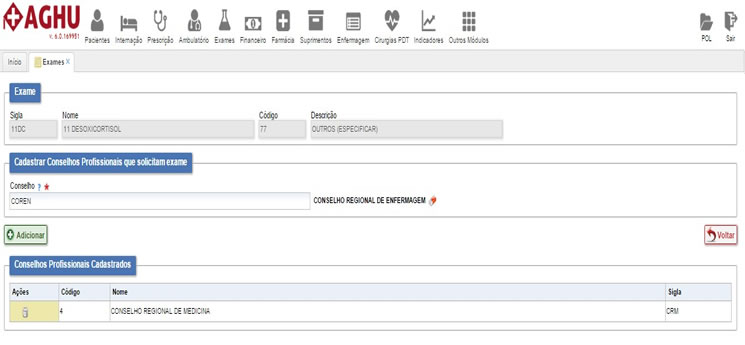 AGHU
v. 6.0.169951
Pacientes Internação Prescrição Ambulatório Exames Financeiro Farmácia Suprimentos Enfermagem Cirurgias PDT Indicadores Outros Módulos POL Sair
Início Exames X
Exame
Sigla Nome Código Descrição
11DC 11 DESOXICORTISOL 77 OUTROS (ESPECIFICAR)
Cadastrar Conselhos Profissionais que solicitam exame
Conselho ? ★
COREN CONSELHO REGIONAL DE ENFERMAGEM
Adicionar Voltar
Conselhos Profissionais Cadastrados
Ações Código Nome Sigla
4 CONSELHO REGIONAL DE MEDICINA CRM